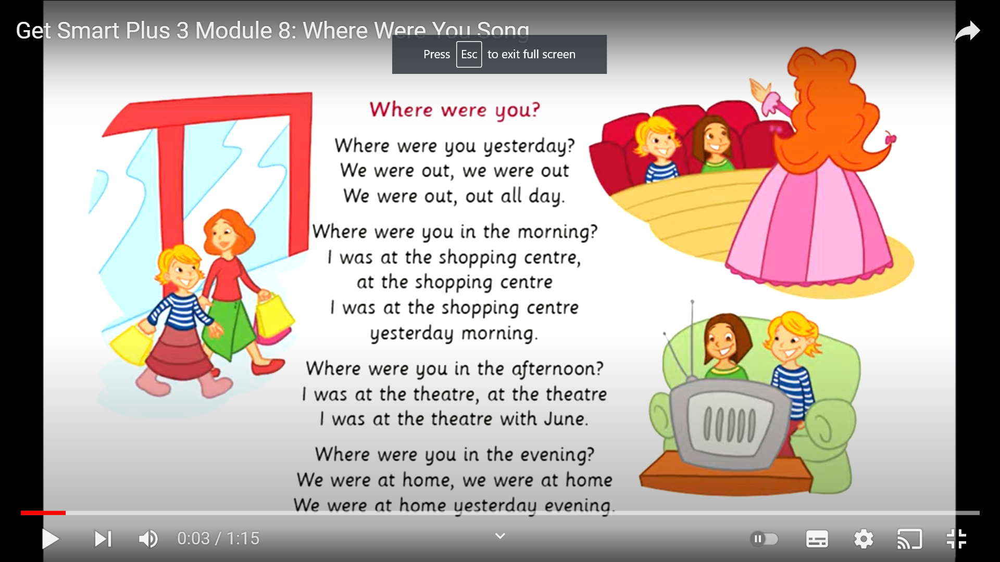 Get Smart Plus 3 Module 8: Where Were You Song
Press Esc to exit full screen
Where were you?
Where were you yesterday?
We were out, we were out
We were out, out all day.
Where were you in the morning?
I was at the shopping centre,
at the shopping centre
I was at the shopping centre
yesterday morning.
Where were you in the afternoon?
I was at the theatre, at the theatre
I was at the theatre with June.
Where were you in the evening?
We were at home, we were at home
We were at home yesterday evening.
0:03 / 1:15